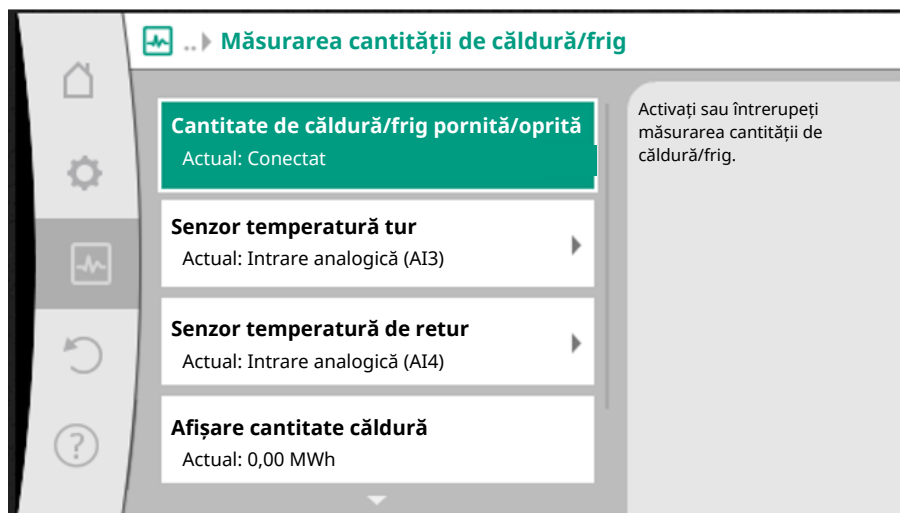 ..▶ Măsurarea cantității de căldură/frig
Cantitate de căldură/frig pornită/oprită
Actual: Conectat
Senzor temperatură tur
Actual: Intrare analogică (AI3)
Senzor temperatură de retur
Actual: Intrare analogică (AI4)
Afișare cantitate căldură
Actual: 0,00 MWh
Activați sau întrerupeți
măsurarea cantității de
căldură/frig.
?